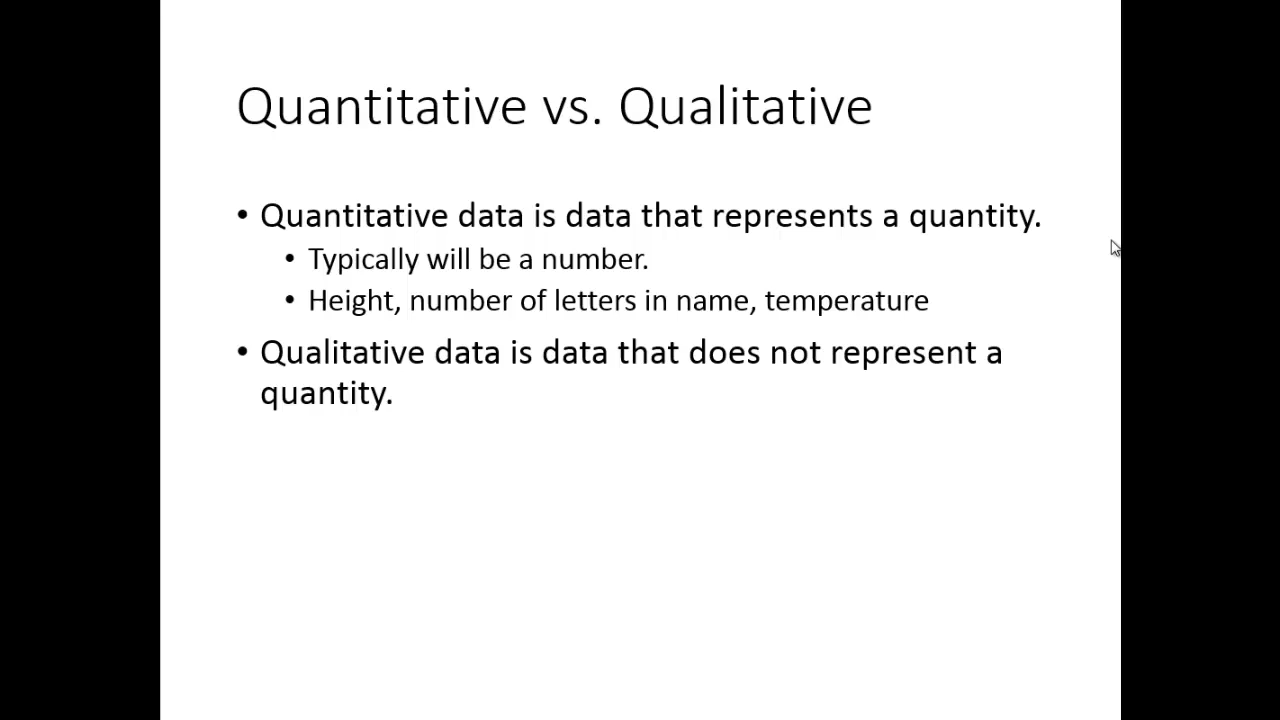 Quantitative vs. Qualitative
• Quantitative data is data that represents a quantity.
• Typically will be a number.
• Height, number of letters in name, temperature
• Qualitative data is data that does not represent a
quantity.